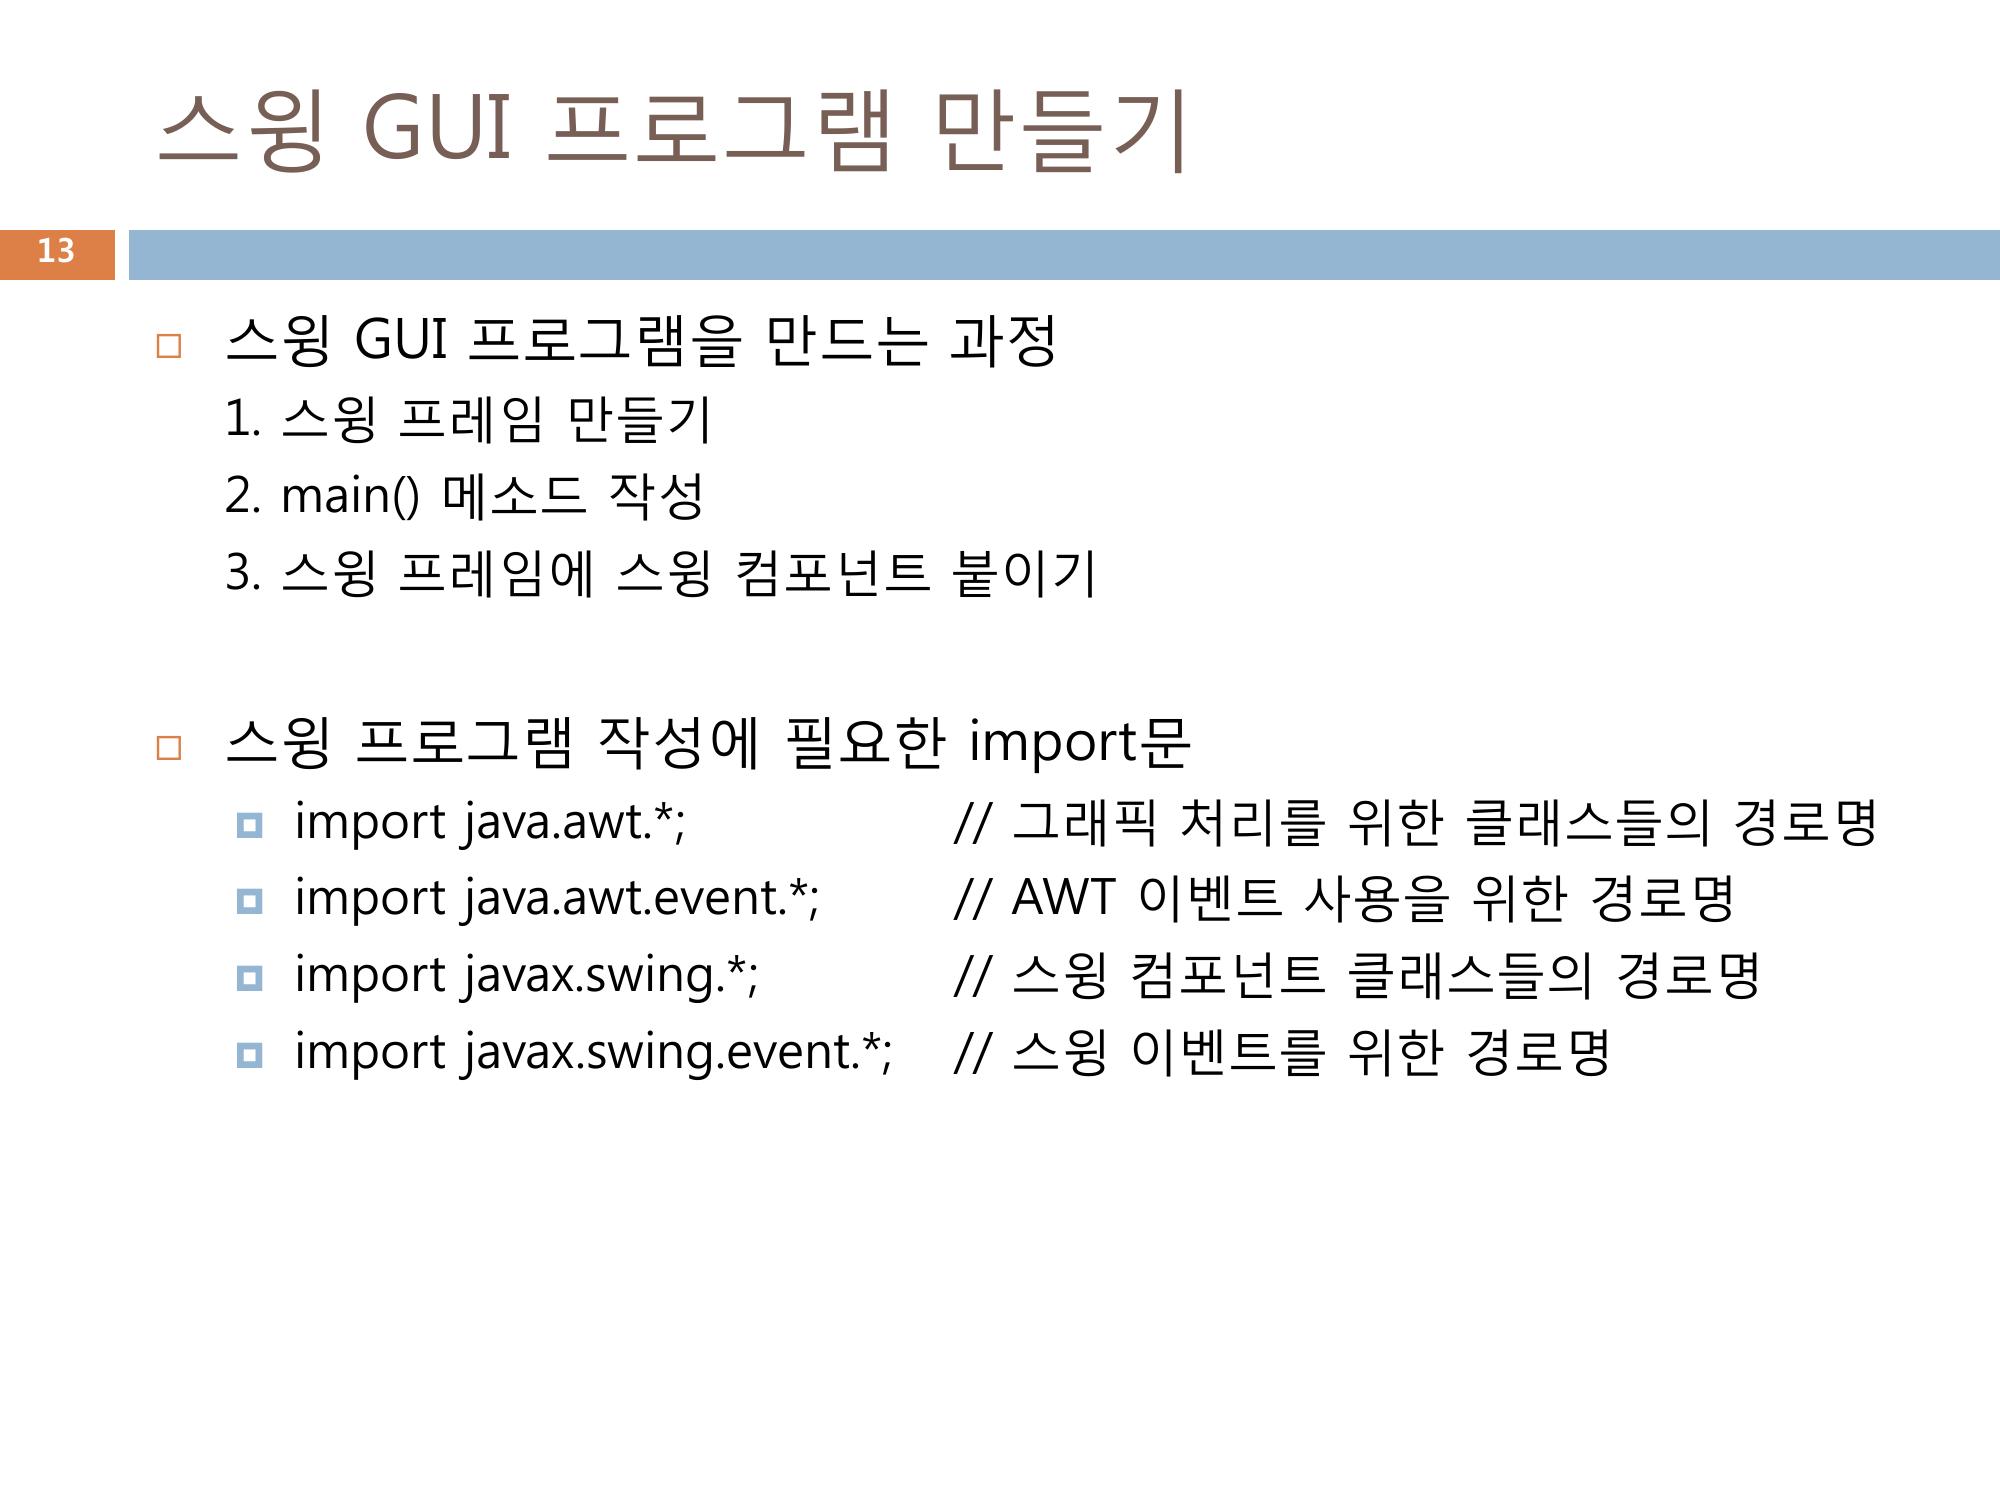 스윙 GUI 프로그램 만들기
13
스윙 GUI 프로그램을 만드는 과정
1. 스윙 프레임 만들기
2. main() 메소드 작성
3. 스윙 프레임에 스윙 컴포넌트 붙이기
스윙 프로그램 작성에 필요한 import문
import java.awt.*; // 그래픽 처리를 위한 클래스들의 경로명
import java.awt.event.*; // AWT 이벤트 사용을 위한 경로명
import javax.swing.*; // 스윙 컴포넌트 클래스들의 경로명
import javax.swing.event.*; // 스윙 이벤트를 위한 경로명